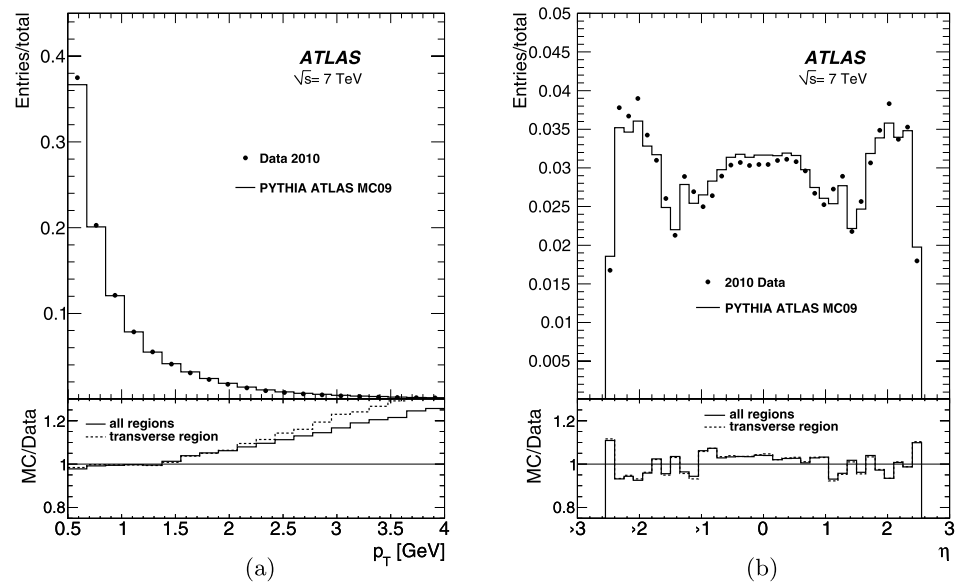 Entries/total
0.4
0.3
0.2
0.1
ATLAS
√s= 7 TeV
Data 2010
PYTHIA ATLAS MC09
MC/Data
1.2
1
0.8
all regions
transverse region
0.5 1 1.5 2 2.5 3 3.5 4
p_T [GeV]
(a)
Entries/total
0.05
0.045
0.04
0.035
0.03
0.025
0.02
0.015
0.01
0.005
ATLAS
√s= 7 TeV
2010 Data
PYTHIA ATLAS MC09
MC/Data
1.2
1
0.8
all regions
transverse region
›3 ›2 ›1 0 1 2 3
η
(b)